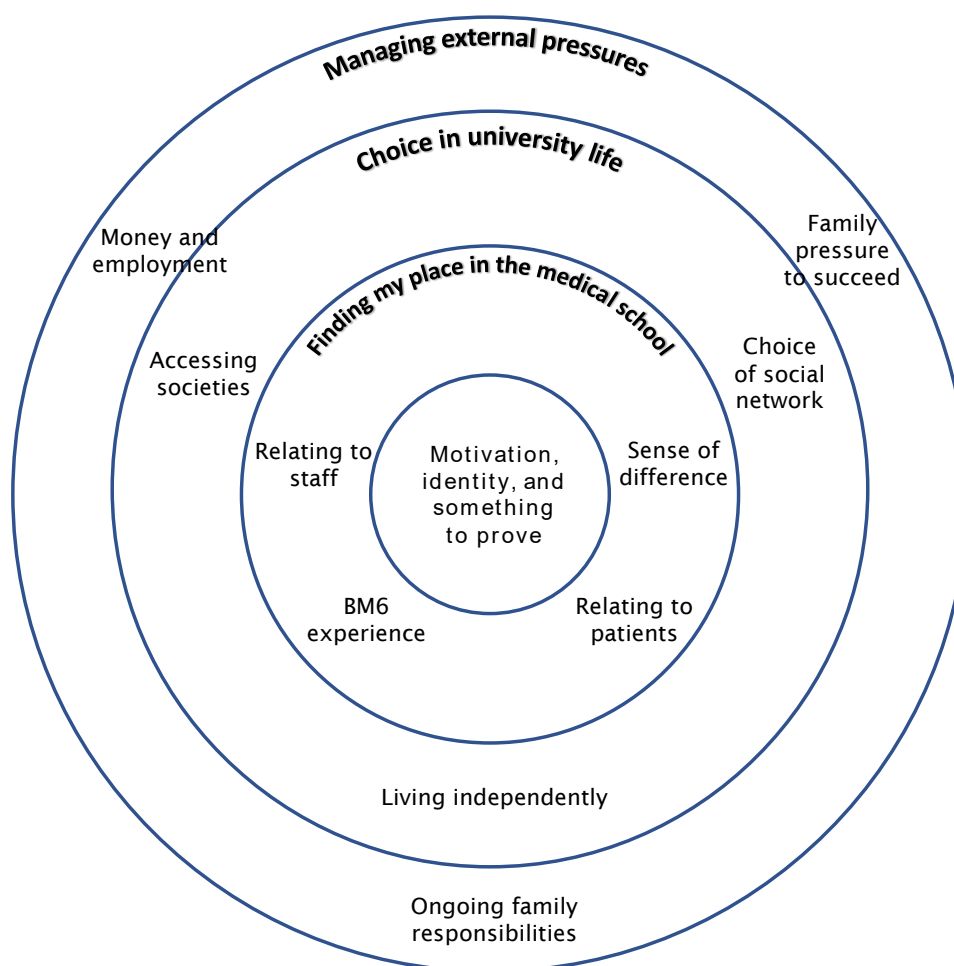 Managing external pressures
Choice in university life
Money and
employment
Family
pressure
to succeed
Finding my place in the medical school
Accessing
societies
Choice
of social
network
Relating to
staff
Motivation,
identity, and
something
to prove
Sense of
difference
BM6
experience
Relating to
patients
Living independently
Ongoing family
responsibilities